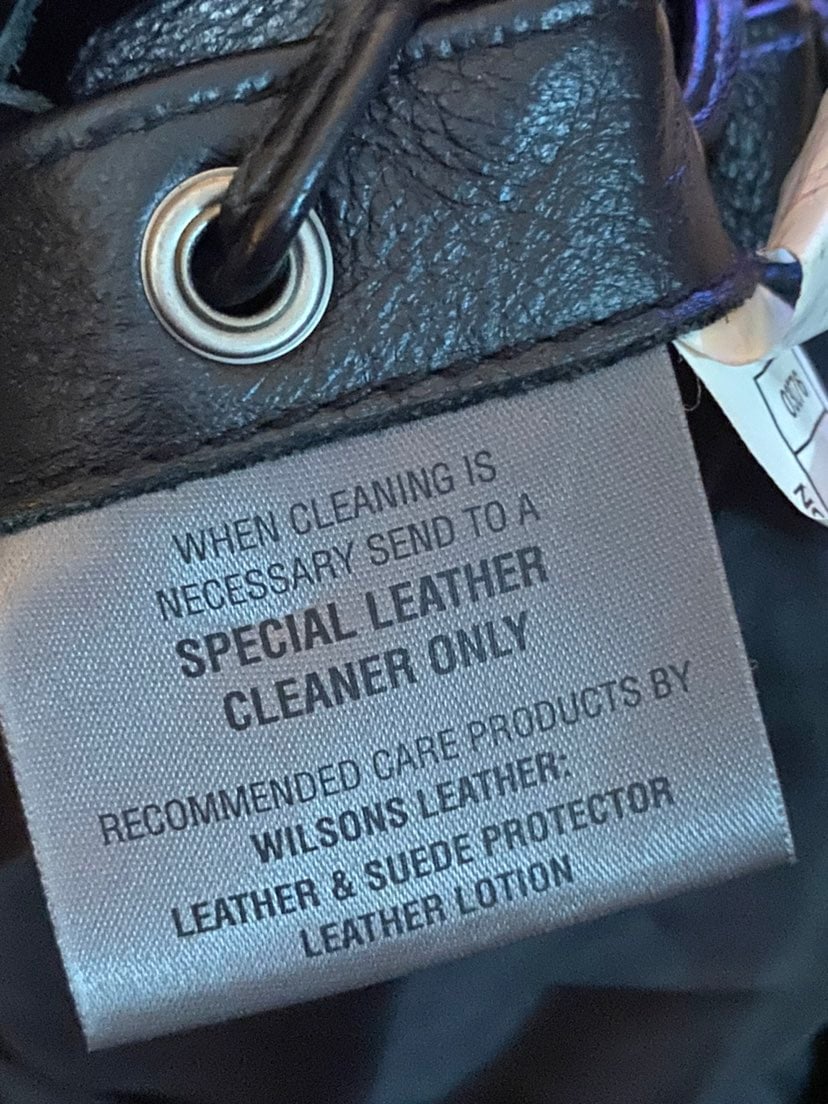 WHEN CLEANING IS
NECESSARY SEND TO A
SPECIAL LEATHER
CLEANER ONLY
RECOMMENDED CARE PRODUCTS BY
WILSONS LEATHER:
LEATHER & SUEDE PROTECTOR
LEATHER LOTION